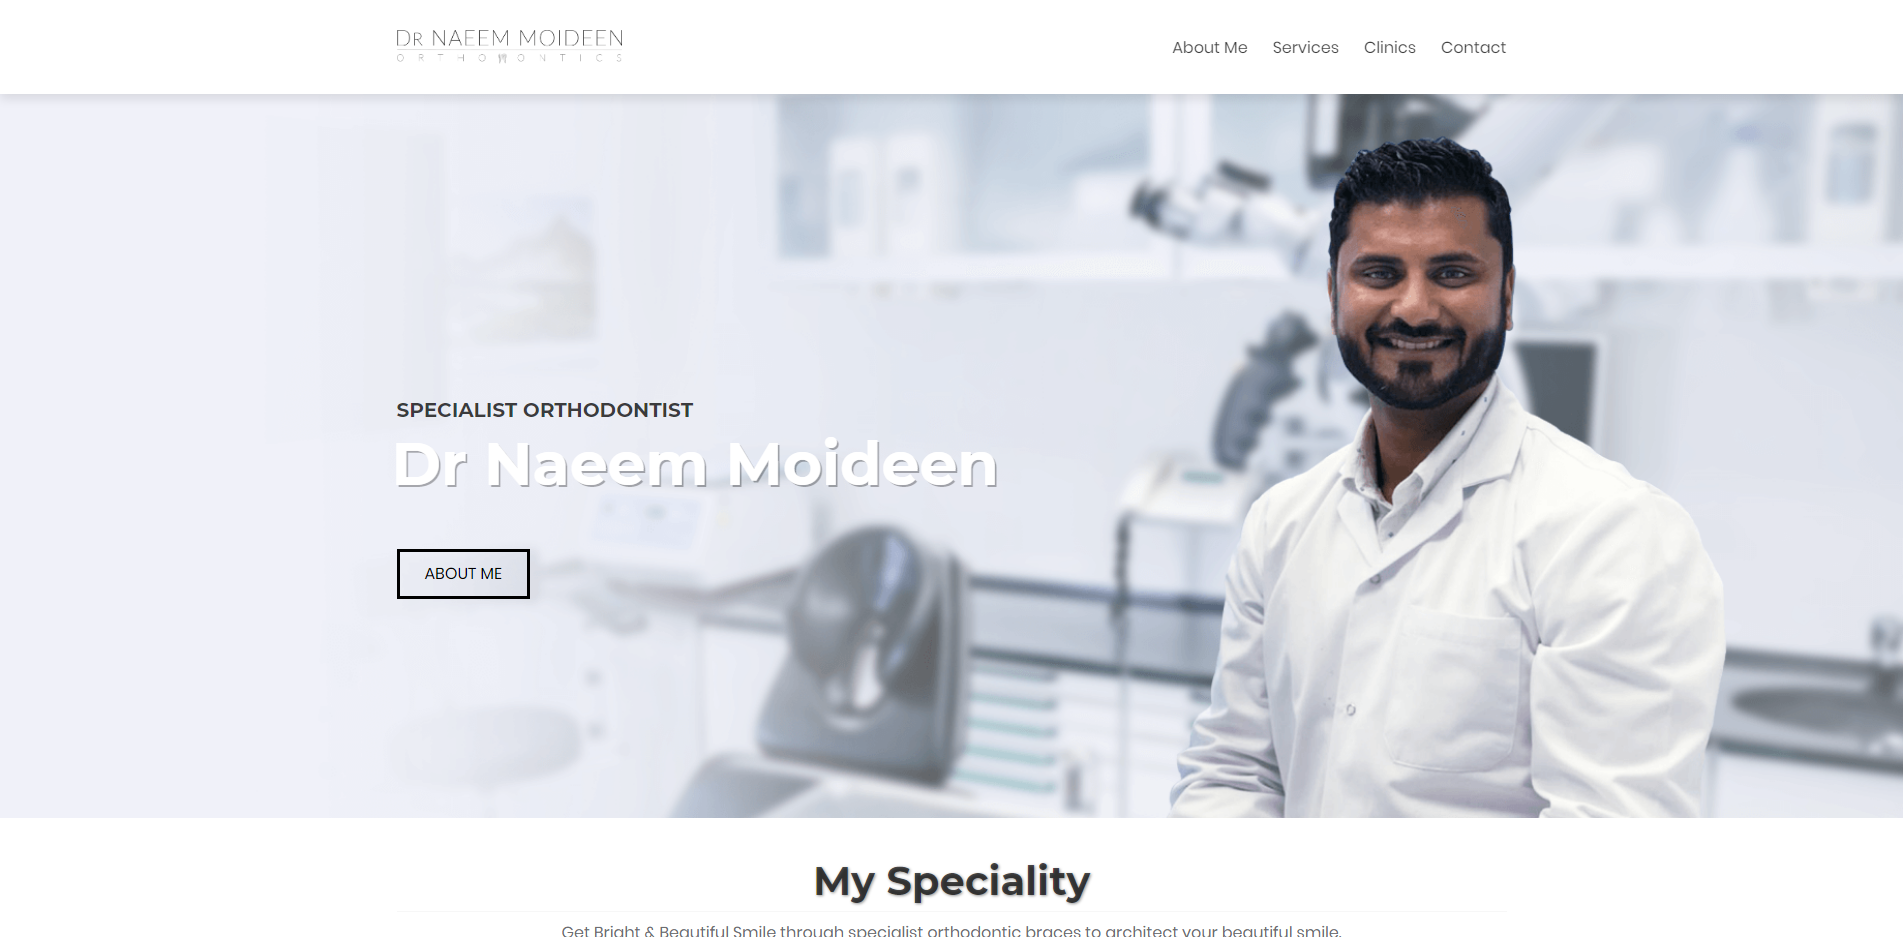 DR NAEEM MOIDEEN
ORTHODONTICS
About Me
Services
Clinics
Contact
SPECIALIST ORTHODONTIST
Dr Naeem Moideen
ABOUT ME
My Speciality
Get Bright & Beautiful Smile through specialist orthodontic braces to architect your beautiful smile.